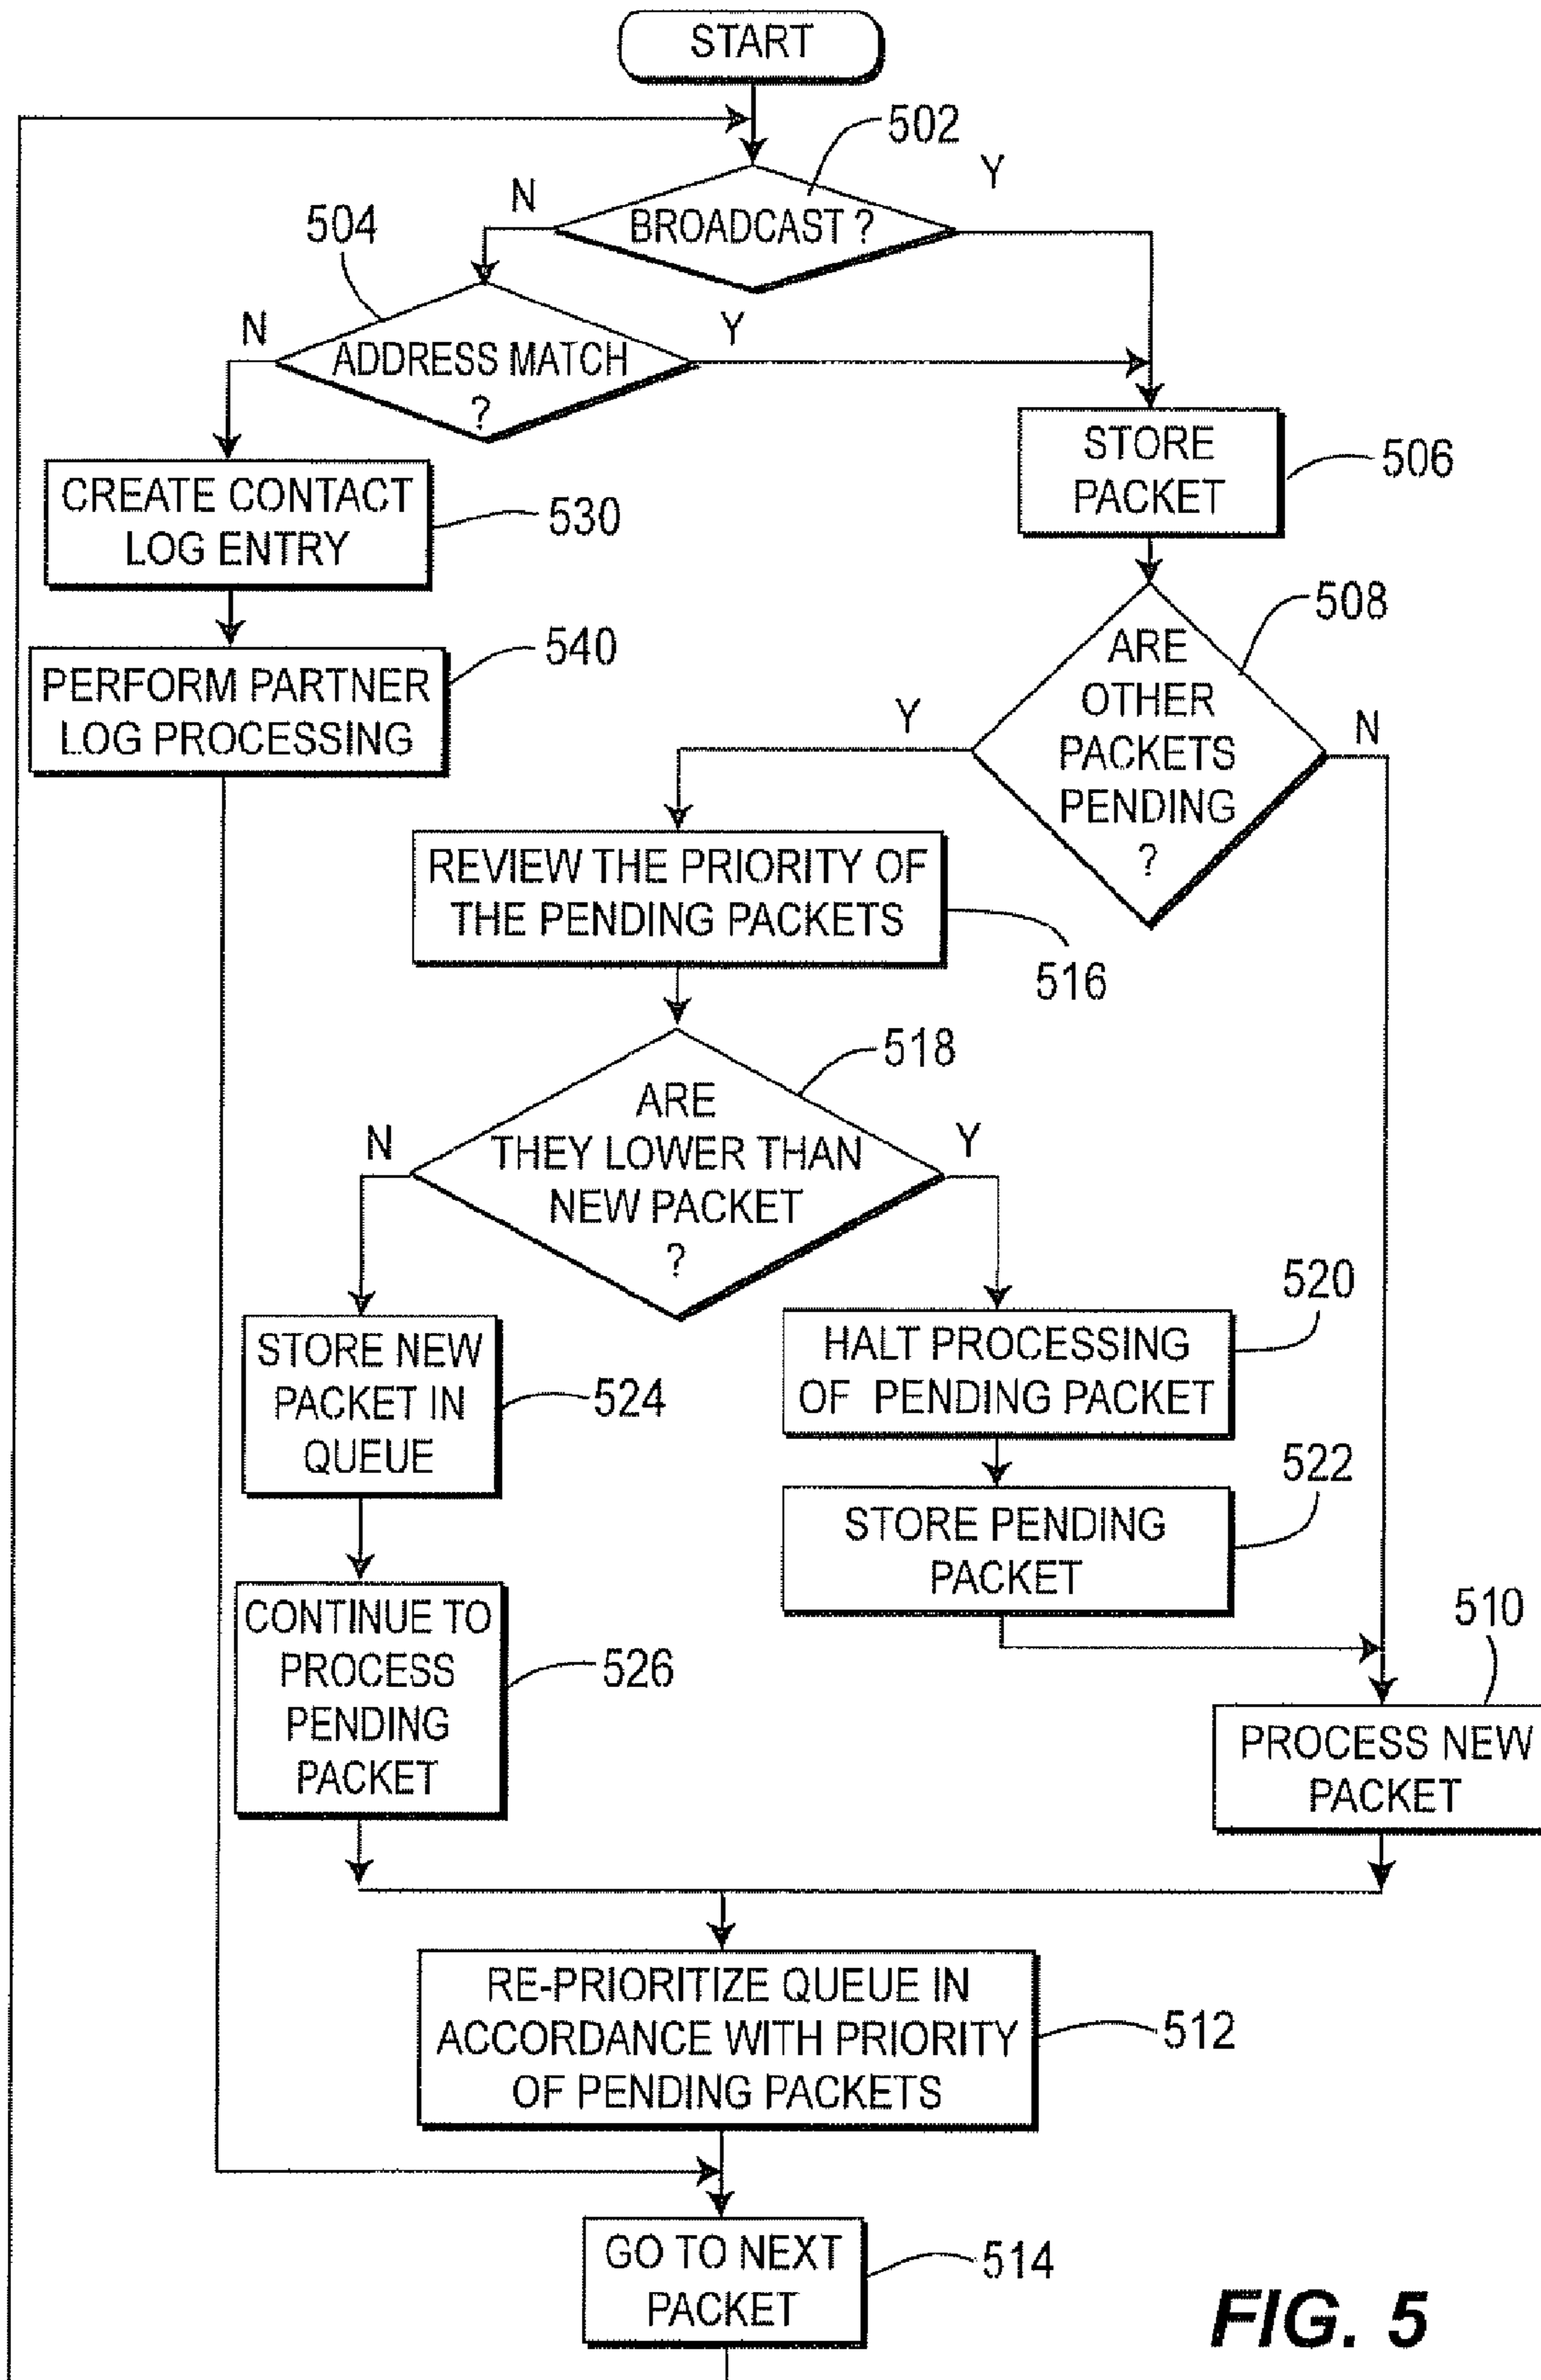 START
502
N
Y
BROADCAST ?
504
N
Y
ADDRESS MATCH
?
STORE
PACKET
506
CREATE CONTACT
LOG ENTRY
530
508
ARE
OTHER
PACKETS
PENDING
?
540
PERFORM PARTNER
LOG PROCESSING
Y
N
REVIEW THE PRIORITY OF
THE PENDING PACKETS
516
518
ARE
THEY LOWER THAN
NEW PACKET
?
N
Y
520
HALT PROCESSING
OF PENDING PACKET
STORE NEW
PACKET IN
QUEUE
524
522
STORE PENDING
PACKET
CONTINUE TO
PROCESS
PENDING
PACKET
526
510
PROCESS NEW
PACKET
RE-PRIORITIZE QUEUE IN
ACCORDANCE WITH PRIORITY
OF PENDING PACKETS
512
GO TO NEXT
PACKET
514
FIG. 5